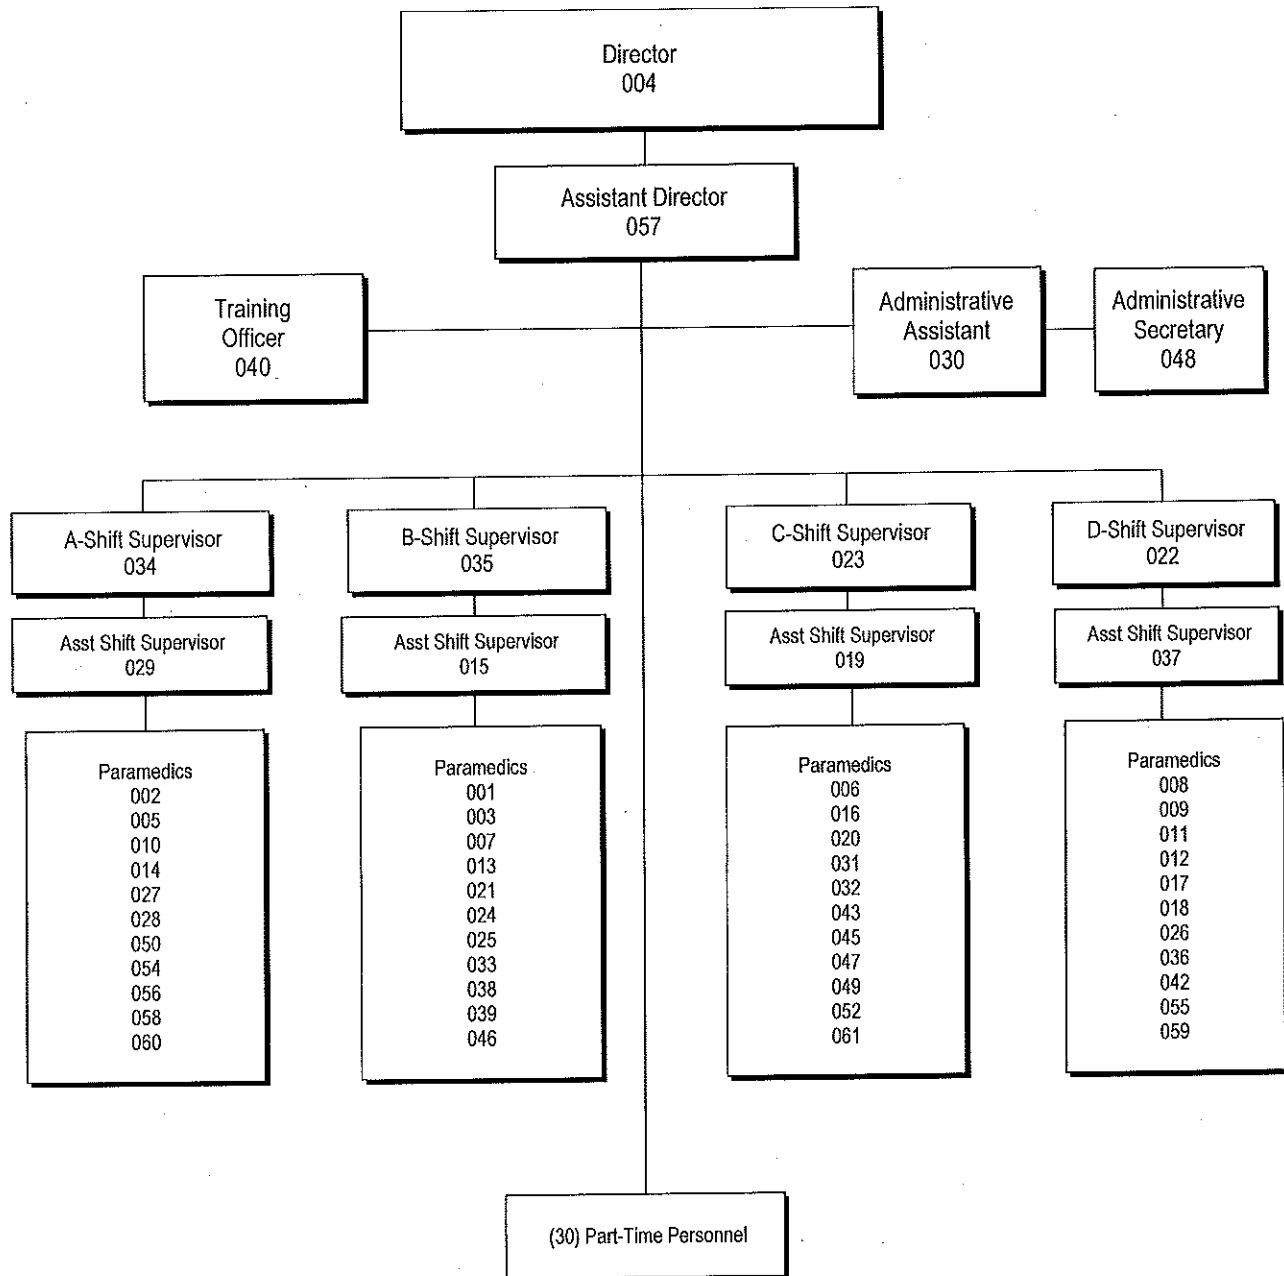 Director
004
Assistant Director
057
Training
Officer
040
Administrative
Assistant
030
Administrative
Secretary
048
A-Shift Supervisor
034
B-Shift Supervisor
035
C-Shift Supervisor
023
D-Shift Supervisor
022
Asst Shift Supervisor
029
Asst Shift Supervisor
015
Asst Shift Supervisor
019
Asst Shift Supervisor
037
Paramedics
002
005
010
014
027
028
050
054
056
058
060
Paramedics
001
003
007
013
021
024
025
033
038
039
046
Paramedics
006
016
020
031
032
043
045
047
049
052
061
Paramedics
008
009
011
012
017
018
026
036
042
055
059
(30) Part-Time Personnel